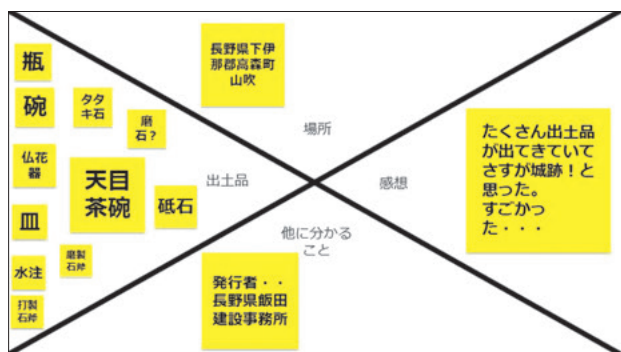 長野県下伊
那郡高森町
山吹
場所
瓶
碗
タタ
キ石
磨
石?
仏花
器
天目
茶碗
砥石
皿
磨製
石斧
水注
打製
石斧
出土品
感想
たくさん出土品
が出てきていて
さすが城跡!と
思った。
すごかっ
た・・・
他に分かる
こと
発行者・・
長野県飯田
建設事務所